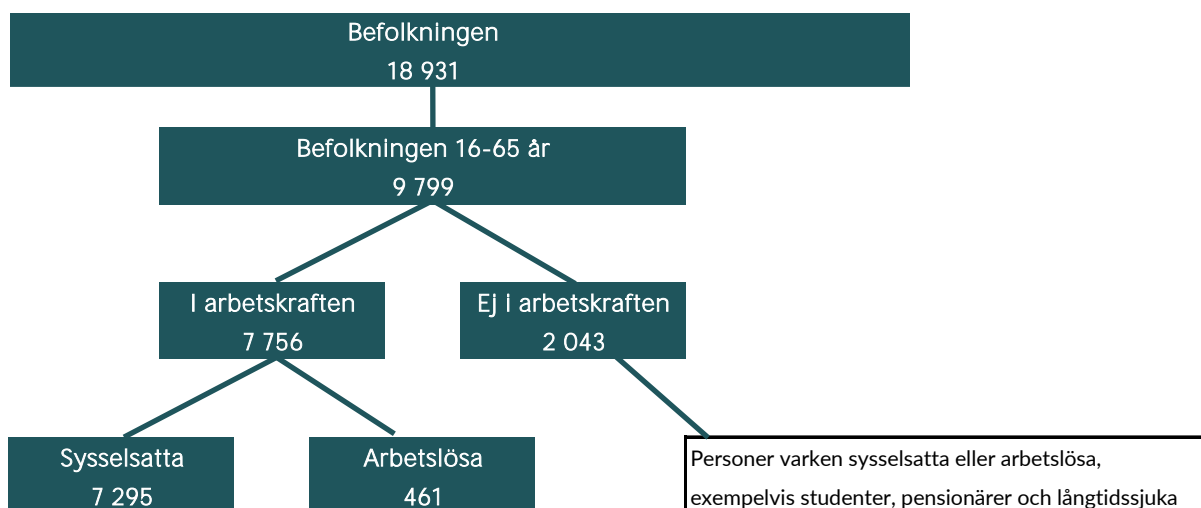 Befolkningen
18 931
Befolkningen 16-65 år
9 799
I arbetskraften
7 756
Ej i arbetskraften
2 043
Sysselsatta
7 295
Arbetslösa
461
Personer varken sysselsatta eller arbetslösa,
exempelvis studenter, pensionärer och långtidssjuka